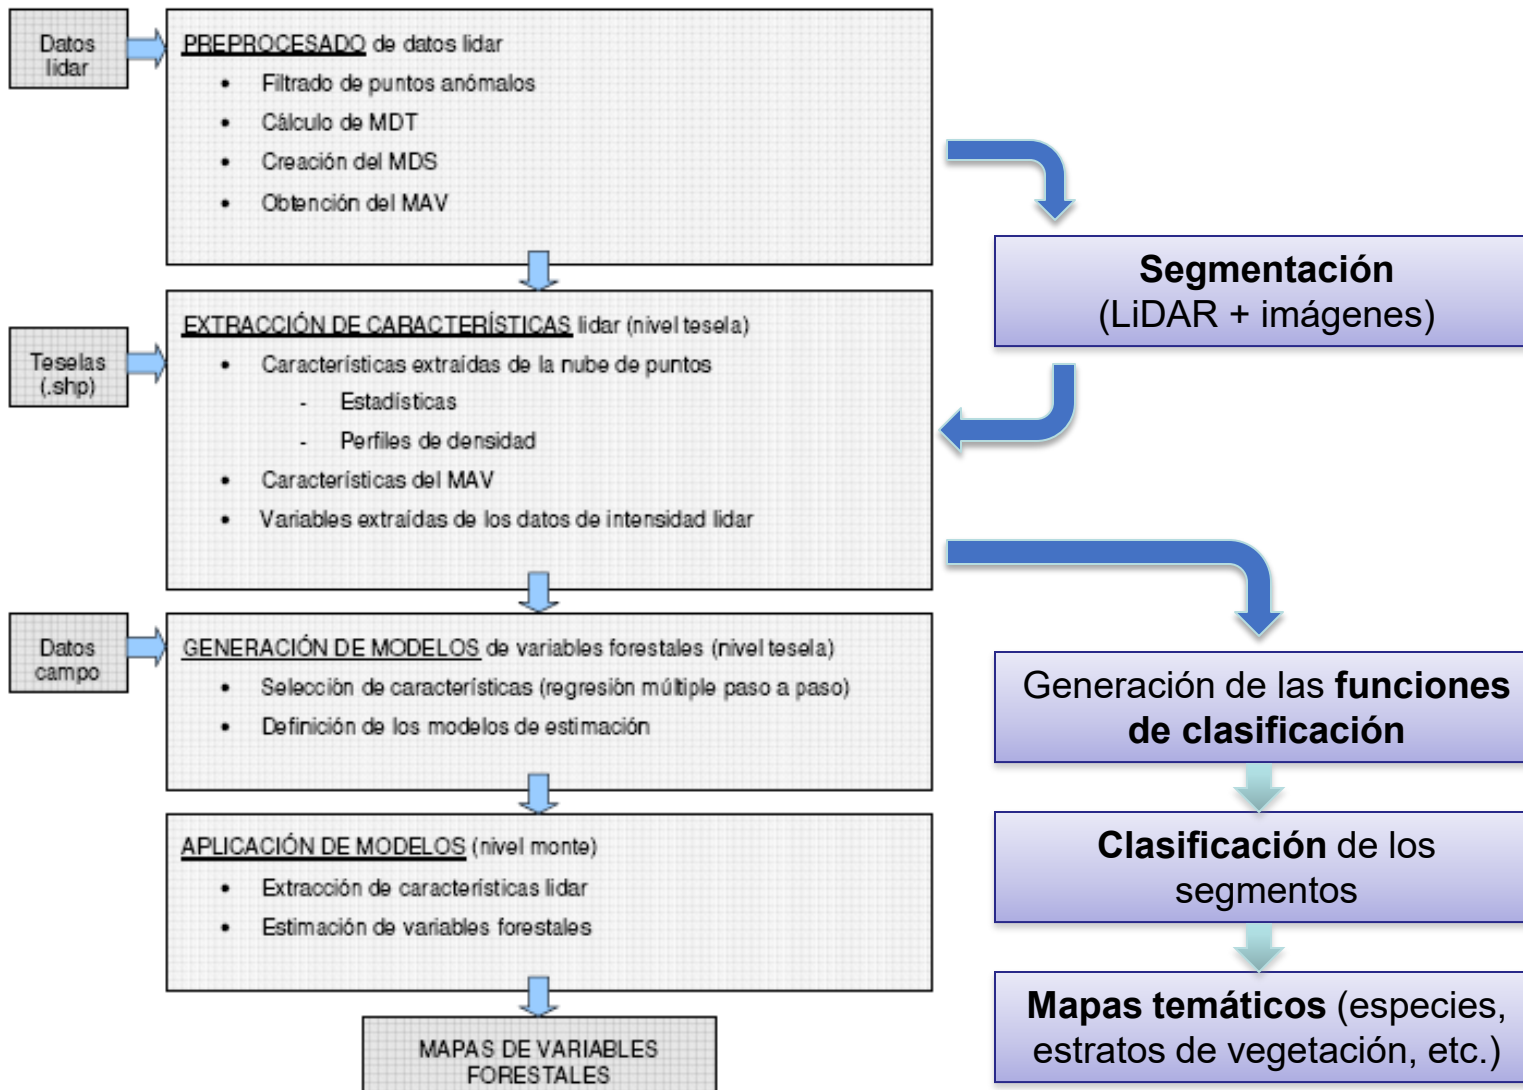 Datos
lidar
PREPROCESADO de datos lidar
• Filtrado de puntos anómalos
• Cálculo de MDT
• Creación del MDS
• Obtención del MAV
Segmentación
(LiDAR + imágenes)
Teselas
(.shp)
EXTRACCIÓN DE CARACTERÍSTICAS lidar (nivel tesela)
• Características extraídas de la nube de puntos
- Estadísticas
- Perfiles de densidad
• Características del MAV
• Variables extraídas de los datos de intensidad lidar
Datos
campo
GENERACIÓN DE MODELOS de variables forestales (nivel tesela)
• Selección de características (regresión múltiple paso a paso)
• Definición de los modelos de estimación
APLICACIÓN DE MODELOS (nivel monte)
• Extracción de características lidar
• Estimación de variables forestales
MAPAS DE VARIABLES
FORESTALES
Generación de las funciones
de clasificación
Clasificación de los
segmentos
Mapas temáticos (especies,
estratos de vegetación, etc.)